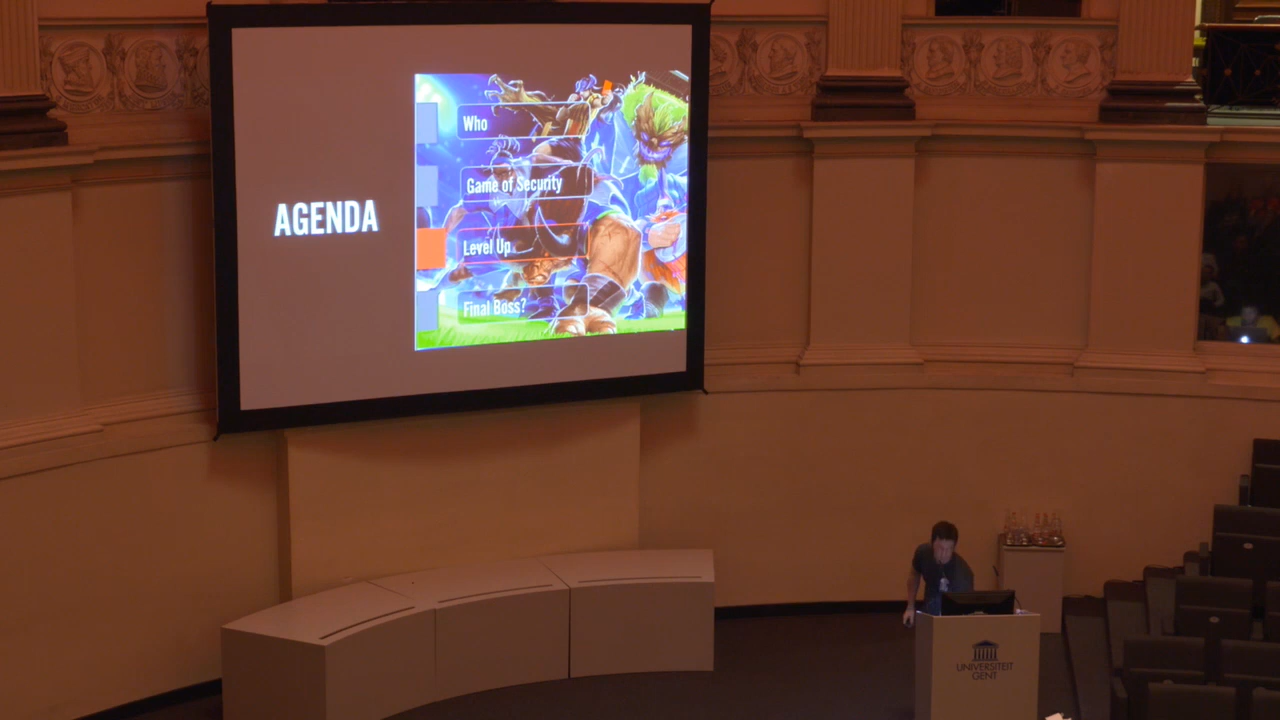 AGENDA
Who
Game of Security
Level Up
Final Boss?
UNIVERSITEIT
GENT